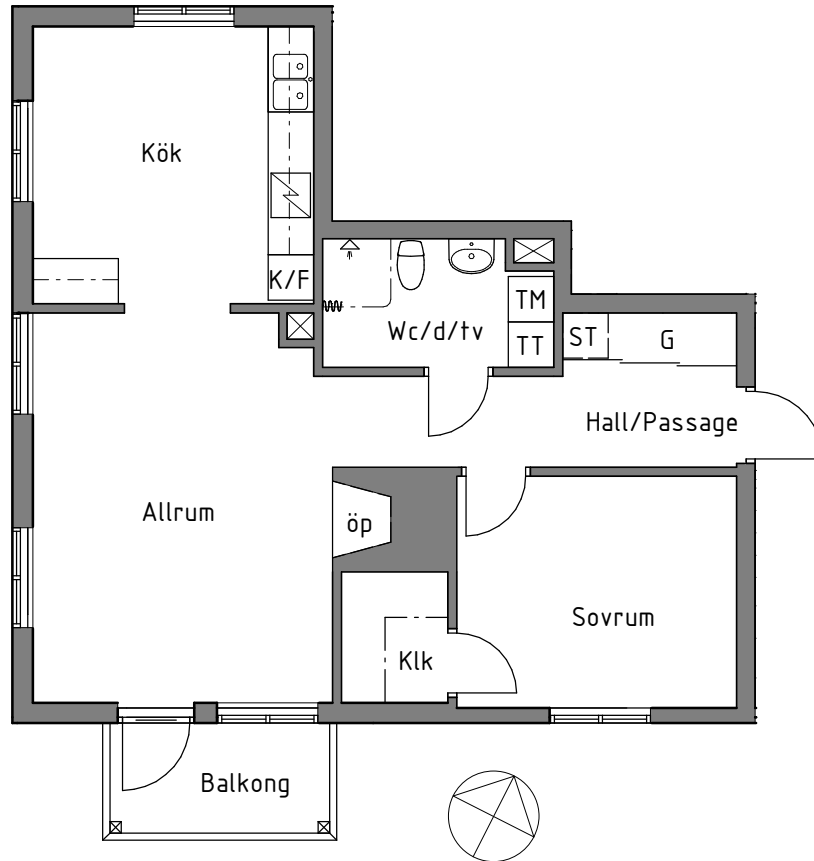 Kök
K/F
Wc/d/tv
TM
TT
ST
G
Hall/Passage
Allrum
öp
Sovrum
Klk
Balkong